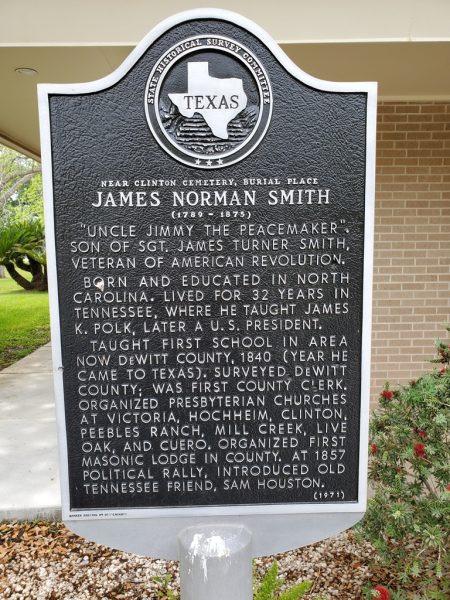 STATE HISTORICAL SURVEY COMMITTEE
TEXAS
NEAR CLINTON CEMETERY, BURIAL PLACE
JAMES NORMAN SMITH
(1789 - 1875)
"UNCLE JIMMY THE PEACEMAKER".
SON OF SGT. JAMES TURNER SMITH,
VETERAN OF AMERICAN REVOLUTION.
BORN AND EDUCATED IN NORTH
CAROLINA. LIVED FOR 32 YEARS IN
TENNESSEE, WHERE HE TAUGHT JAMES
K. POLK, LATER A U.S. PRESIDENT.
TAUGHT FIRST SCHOOL IN AREA
NOW DeWITT COUNTY, 1840 (YEAR HE
CAME TO TEXAS). SURVEYED DeWITT
COUNTY; WAS FIRST COUNTY CLERK.
ORGANIZED PRESBYTERIAN CHURCHES
AT VICTORIA, HOCHHEIM, CLINTON,
PEEBLES RANCH, MILL CREEK, LIVE
OAK, AND CUERO. ORGANIZED FIRST
MASONIC LODGE IN COUNTY. AT 1857
POLITICAL RALLY, INTRODUCED OLD
TENNESSEE FRIEND, SAM HOUSTON.
(1971)